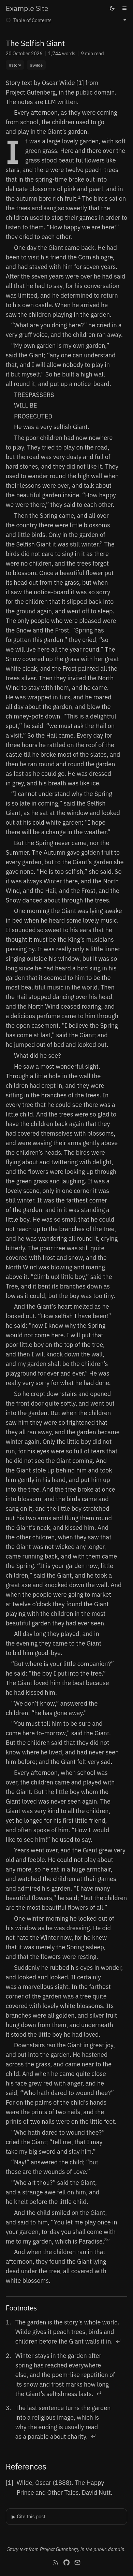 Example Site
Table of Contents
The Selfish Giant
20 October 2026 1,744 words 9 min read
#story #wilde
Story text by Oscar Wilde [1] from
Project Gutenberg, in the public domain.
The notes are LLM written.
Every afternoon, as they were coming
from school, the children used to go
and play in the Giant’s garden.
It was a large lovely garden, with soft
green grass. Here and there over the
grass stood beautiful flowers like
stars, and there were twelve peach-trees
that in the spring-time broke out into
delicate blossoms of pink and pearl, and
in the autumn bore rich fruit.1 The birds sat on
the trees and sang so sweetly that the
children used to stop their games in order to
listen to them. “How happy we are here!”
they cried to each other.
One day the Giant came back. He had
been to visit his friend the Cornish ogre,
and had stayed with him for seven years.
After the seven years were over he had
said all that he had to say, for his conversation
was limited, and he determined to return
to his own castle. When he arrived he
saw the children playing in the garden.
“What are you doing here?” he cried in a
very gruff voice, and the children ran away.
“My own garden is my own garden,”
said the Giant; “any one can understand
that, and I will allow nobody to play in
it but myself.” So he built a high wall
all round it, and put up a notice-board.
TRESPASSERS
WILL BE
PROSECUTED
He was a very selfish Giant.
The poor children had now nowhere
to play. They tried to play on the road,
but the road was very dusty and full of
hard stones, and they did not like it. They
used to wander round the high wall when
their lessons were over, and talk about
the beautiful garden inside. “How happy
we were there,” they said to each other.
Then the Spring came, and all over
the country there were little blossoms
and little birds. Only in the garden of
the Selfish Giant it was still winter.2 The
birds did not care to sing in it as there
were no children, and the trees forgot
to blossom. Once a beautiful flower put
its head out from the grass, but when
it saw the notice-board it was so sorry
for the children that it slipped back into
the ground again, and went off to sleep.
The only people who were pleased were
the Snow and the Frost. “Spring has
forgotten this garden,” they cried, “so
we will live here all the year round.” The
Snow covered up the grass with her great
white cloak, and the Frost painted all the
trees silver. Then they invited the North
Wind to stay with them, and he came.
He was wrapped in furs, and he roared
all day about the garden, and blew the
chimney-pots down. “This is a delightful
spot,” he said, “we must ask the Hail on
a visit.” So the Hail came. Every day for
three hours he rattled on the roof of the
castle till he broke most of the slates, and
then he ran round and round the garden
as fast as he could go. He was dressed
in grey, and his breath was like ice.
“I cannot understand why the Spring
is so late in coming,” said the Selfish
Giant, as he sat at the window and looked
out at his cold white garden; “I hope
there will be a change in the weather.”
But the Spring never came, nor the
Summer. The Autumn gave golden fruit to
every garden, but to the Giant’s garden she
gave none. “He is too selfish,” she said. So
it was always Winter there, and the North
Wind, and the Hail, and the Frost, and the
Snow danced about through the trees.
One morning the Giant was lying awake
in bed when he heard some lovely music.
It sounded so sweet to his ears that he
thought it must be the King’s musicians
passing by. It was really only a little linnet
singing outside his window, but it was so
long since he had heard a bird sing in his
garden that it seemed to him to be the
most beautiful music in the world. Then
the Hail stopped dancing over his head,
and the North Wind ceased roaring, and
a delicious perfume came to him through
the open casement. “I believe the Spring
has come at last,” said the Giant; and
he jumped out of bed and looked out.
What did he see?
He saw a most wonderful sight.
Through a little hole in the wall the
children had crept in, and they were
sitting in the branches of the trees. In
every tree that he could see there was a
little child. And the trees were so glad to
have the children back again that they
had covered themselves with blossoms,
and were waving their arms gently above
the children’s heads. The birds were
flying about and twittering with delight,
and the flowers were looking up through
the green grass and laughing. It was a
lovely scene, only in one corner it was
still winter. It was the farthest corner
of the garden, and in it was standing a
little boy. He was so small that he could
not reach up to the branches of the tree,
and he was wandering all round it, crying
bitterly. The poor tree was still quite
covered with frost and snow, and the
North Wind was blowing and roaring
above it. “Climb up! little boy,” said the
Tree, and it bent its branches down as
low as it could; but the boy was too tiny.
And the Giant’s heart melted as he
looked out. “How selfish I have been!”
he said; “now I know why the Spring
would not come here. I will put that
poor little boy on the top of the tree,
and then I will knock down the wall,
and my garden shall be the children’s
playground for ever and ever.” He was
really very sorry for what he had done.
So he crept downstairs and opened
the front door quite softly, and went out
into the garden. But when the children
saw him they were so frightened that
they all ran away, and the garden became
winter again. Only the little boy did not
run, for his eyes were so full of tears that
he did not see the Giant coming. And
the Giant stole up behind him and took
him gently in his hand, and put him up
into the tree. And the tree broke at once
into blossom, and the birds came and
sang on it, and the little boy stretched
out his two arms and flung them round
the Giant’s neck, and kissed him. And
the other children, when they saw that
the Giant was not wicked any longer,
came running back, and with them came
the Spring. “It is your garden now, little
children,” said the Giant, and he took a
great axe and knocked down the wall. And
when the people were going to market
at twelve o’clock they found the Giant
playing with the children in the most
beautiful garden they had ever seen.
All day long they played, and in
the evening they came to the Giant
to bid him good-bye.
“But where is your little companion?”
he said: “the boy I put into the tree.”
The Giant loved him the best because
he had kissed him.
“We don’t know,” answered the
children; “he has gone away.”
“You must tell him to be sure and
come here to-morrow,” said the Giant.
But the children said that they did not
know where he lived, and had never seen
him before; and the Giant felt very sad.
Every afternoon, when school was
over, the children came and played with
the Giant. But the little boy whom the
Giant loved was never seen again. The
Giant was very kind to all the children,
yet he longed for his first little friend,
and often spoke of him. “How I would
like to see him!” he used to say.
Years went over, and the Giant grew very
old and feeble. He could not play about
any more, so he sat in a huge armchair,
and watched the children at their games,
and admired his garden. “I have many
beautiful flowers,” he said; “but the children
are the most beautiful flowers of all.”
One winter morning he looked out of
his window as he was dressing. He did
not hate the Winter now, for he knew
that it was merely the Spring asleep,
and that the flowers were resting.
Suddenly he rubbed his eyes in wonder,
and looked and looked. It certainly
was a marvellous sight. In the farthest
corner of the garden was a tree quite
covered with lovely white blossoms. Its
branches were all golden, and silver fruit
hung down from them, and underneath
it stood the little boy he had loved.
Downstairs ran the Giant in great joy,
and out into the garden. He hastened
across the grass, and came near to the
child. And when he came quite close
his face grew red with anger, and he
said, “Who hath dared to wound thee?”
For on the palms of the child’s hands
were the prints of two nails, and the
prints of two nails were on the little feet.
“Who hath dared to wound thee?”
cried the Giant; “tell me, that I may
take my big sword and slay him.”
“Nay!” answered the child; “but
these are the wounds of Love.”
“Who art thou?” said the Giant,
and a strange awe fell on him, and
he knelt before the little child.
And the child smiled on the Giant,
and said to him, “You let me play once in
your garden, to-day you shall come with
me to my garden, which is Paradise.”3
And when the children ran in that
afternoon, they found the Giant lying
dead under the tree, all covered with
white blossoms.
Footnotes
1. The garden is the story’s whole world.
Wilde gives it peach trees, birds and
children before the Giant walks it in. ↩
2. Winter stays in the garden after
spring has reached everywhere
else, and the poem-like repetition of
its snow and frost marks how long
the Giant’s selfishness lasts. ↩
3. The last sentence turns the garden
into a religious image, which is
why the ending is usually read
as a parable about charity. ↩
References
[1] Wilde, Oscar (1888). The Happy
Prince and Other Tales. David Nutt.
▶ Cite this post
Story text from Project Gutenberg, in the public domain.